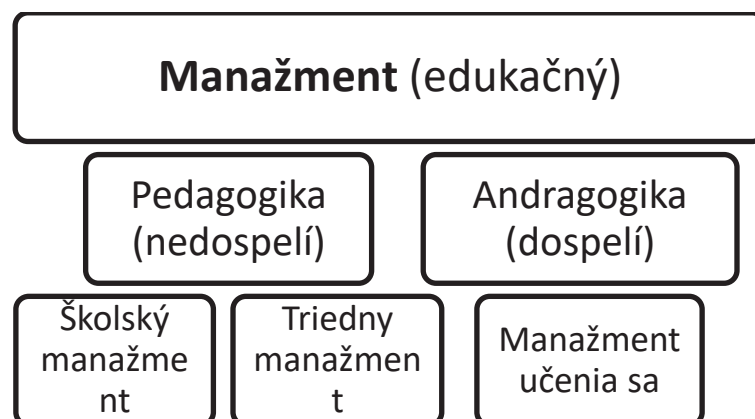 Manažment (edukačný)
Pedagogika
(nedospelí)
Andragogika
(dospelí)
Školský
manažme
nt
Triedny
manažmen
t
Manažment
učenia sa